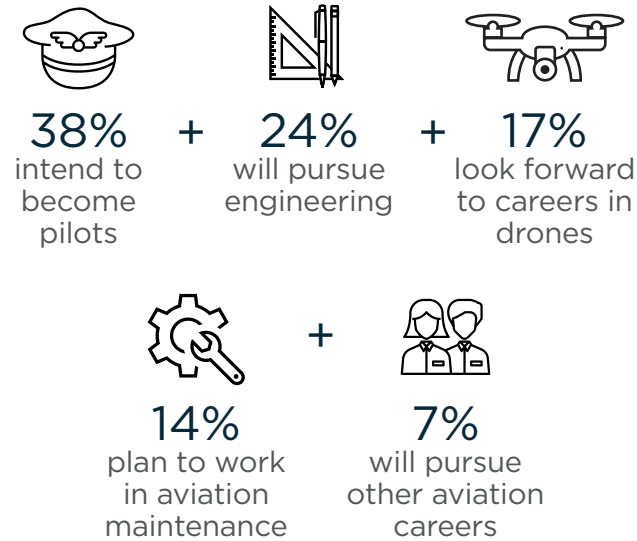 38% + 24% + 17%
intend to become pilots
will pursue engineering
look forward to careers in drones
+
14%
plan to work in aviation maintenance
7%
will pursue other aviation careers